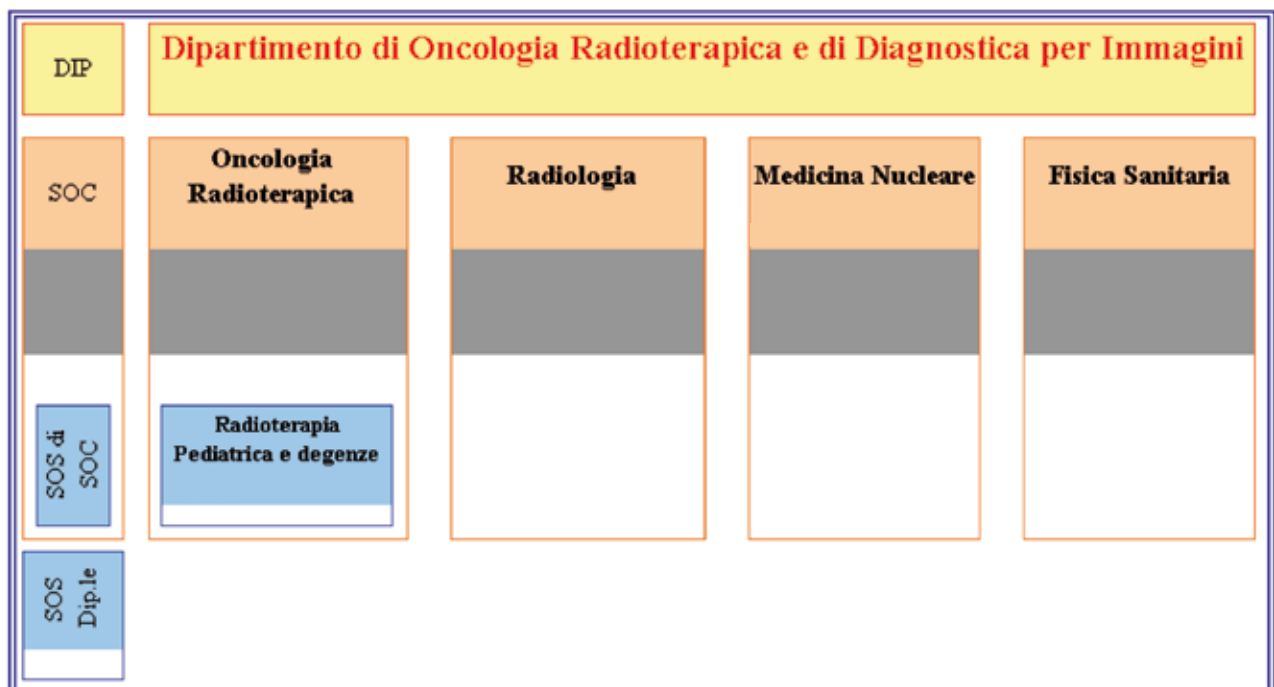 DIP
Dipartimento di Oncologia Radioterapica e di Diagnostica per Immagini
SOC
Oncologia
Radioterapica
Radiologia
Medicina Nucleare
Fisica Sanitaria
SOS di
SOC
Radioterapia
Pediatrica e degenze
SOS
Dip.le